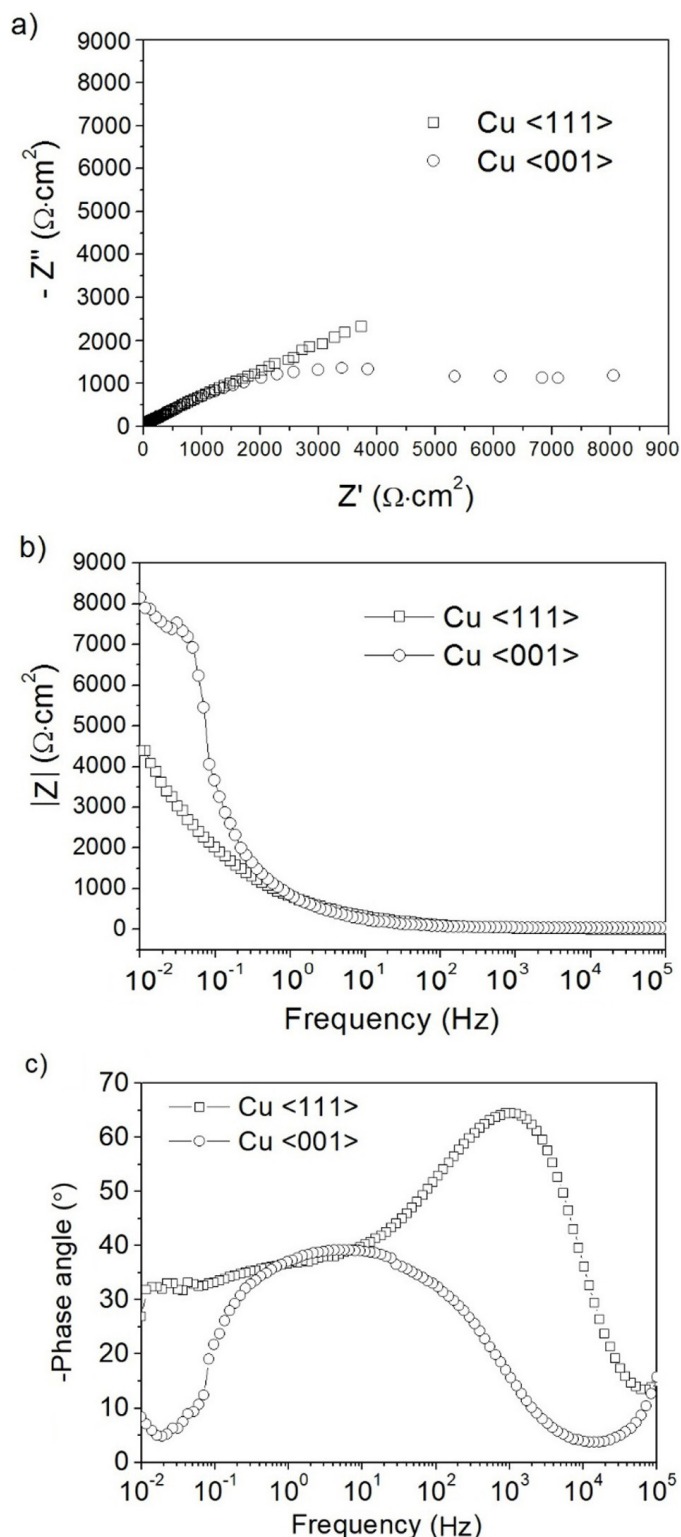 a)
9000
8000
7000
6000
5000
4000
3000
2000
1000
0
- Z" (Ω·cm²)
Cu <111>
Cu <001>
0 1000 2000 3000 4000 5000 6000 7000 8000 900
Z' (Ω·cm²)
b)
9000
8000
7000
6000
5000
4000
3000
2000
1000
0
|Z| (Ω·cm²)
Cu <111>
Cu <001>
10⁻² 10⁻¹ 10⁰ 10¹ 10² 10³ 10⁴ 10⁵
Frequency (Hz)
c)
70
60
50
40
30
20
10
0
-Phase angle (°)
Cu <111>
Cu <001>
10⁻² 10⁻¹ 10⁰ 10¹ 10² 10³ 10⁴ 10⁵
Frequency (Hz)